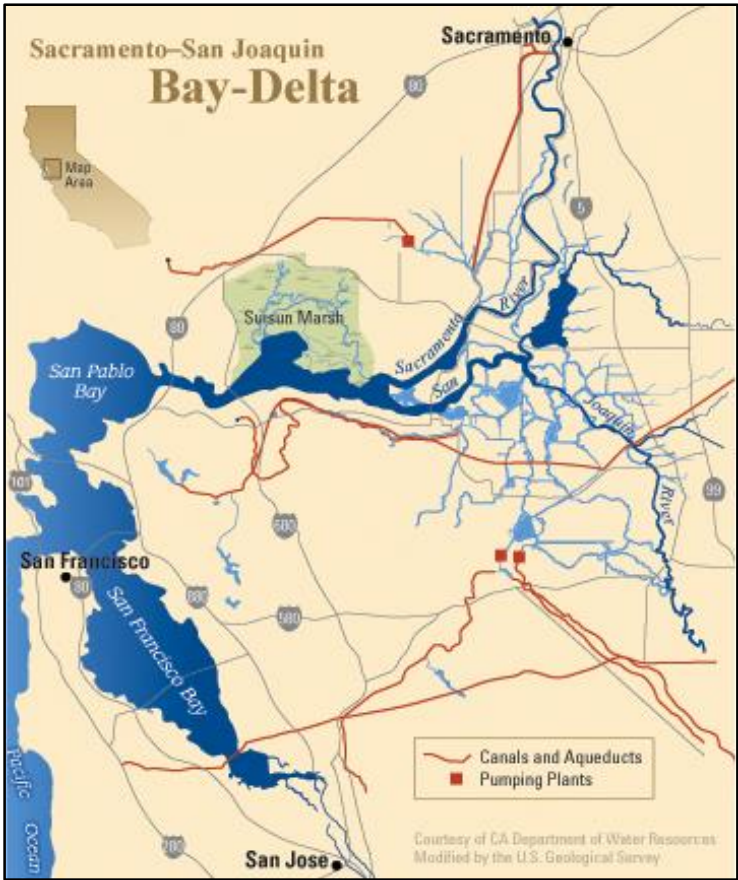 Sacramento–San Joaquin
Bay-Delta
Sacramento
80
Map
Area
5
Suisun Marsh
80
Sacramento
River
San Pablo
Bay
San
Joaquin
River
101
99
680
San Francisco
80
880
580
San Francisco Bay
Canals and Aqueducts
Pumping Plants
Pacific
Ocean
280
San Jose
Courtesy of CA Department of Water Resources
Modified by the U.S. Geological Survey